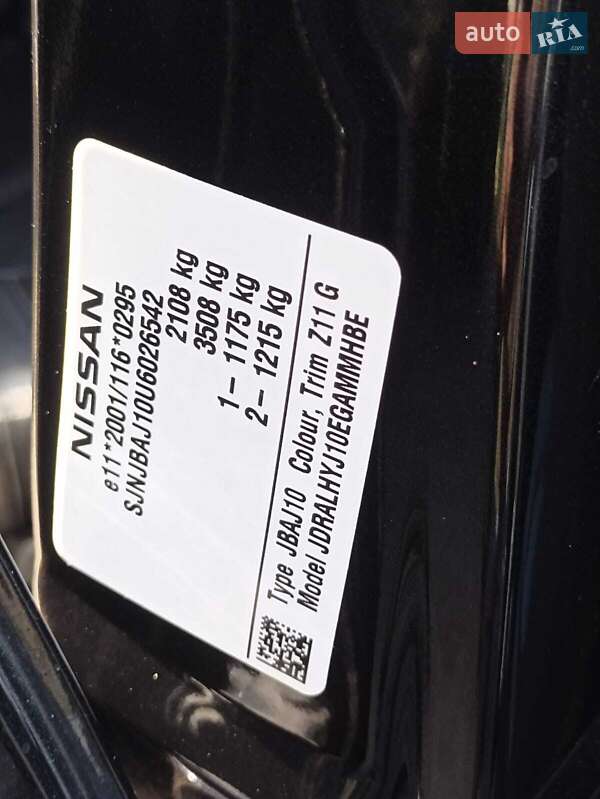 auto RIA .com
NISSAN
e11*2001/116*0295
SJNJBAJ10U6026542
2108 kg
3508 kg
1– 1175 kg
2– 1215 kg
Type JBAJ10 Colour, Trim Z11 G
Model JDRALHYJ10EGAMMHBE